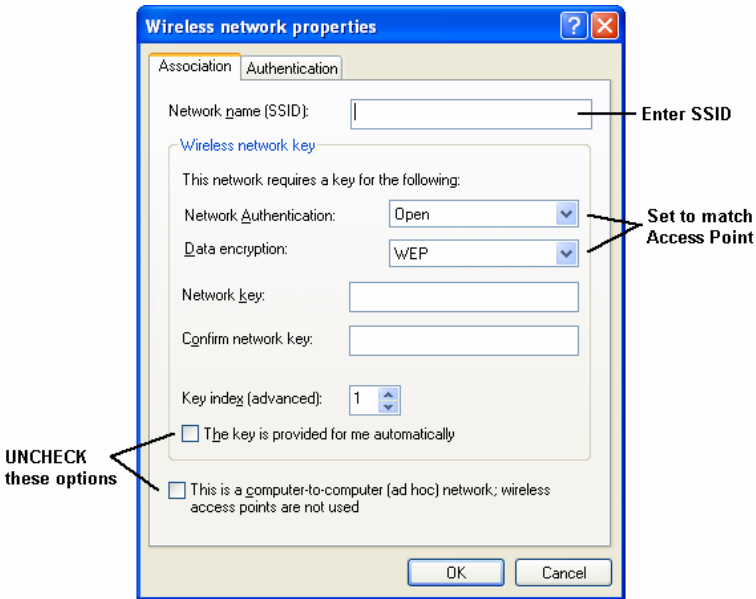 Wireless network properties
Association Authentication
Network name (SSID):
Enter SSID
Wireless network key
This network requires a key for the following:
Network Authentication: Open
Data encryption: WEP
Set to match
Access Point
Network key:
Confirm network key:
Key index (advanced): 1
The key is provided for me automatically
UNCHECK
these options
This is a computer-to-computer (ad hoc) network; wireless
access points are not used
OK Cancel